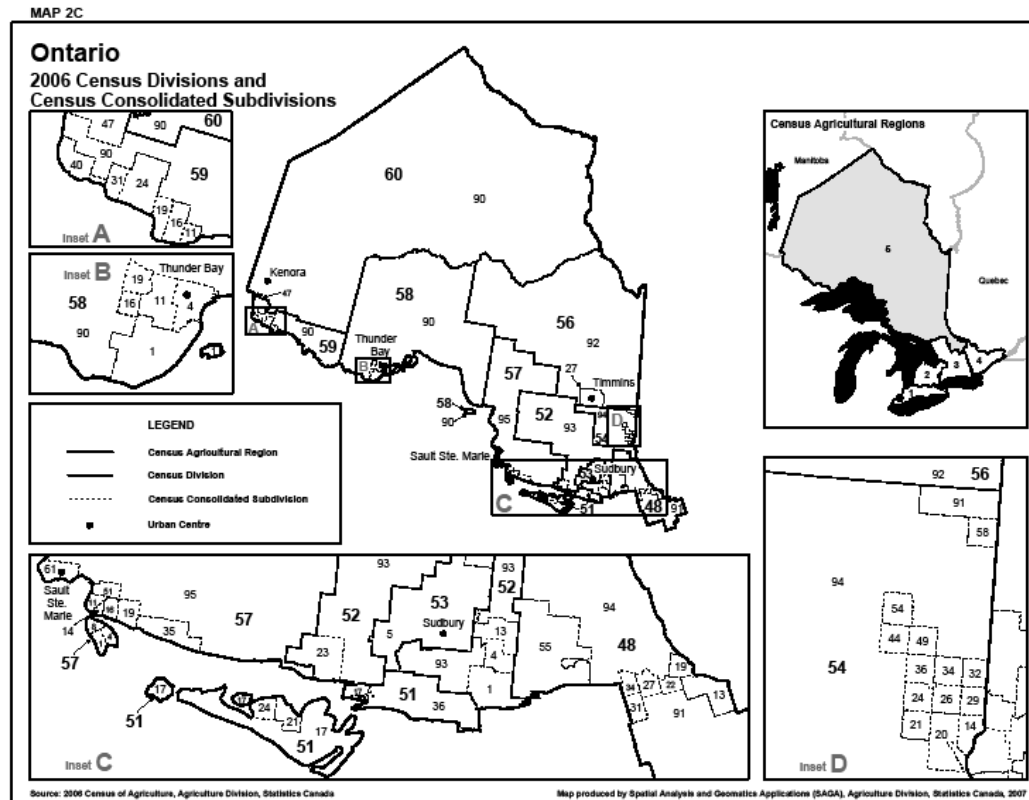 MAP 2C
Ontario
2006 Census Divisions and
Census Consolidated Subdivisions
47
90
60
90
40
31
24
59
19
16
11
Inset A
Inset B
Thunder Bay
19
58
16
11
4
90
1
LEGEND
Census Agricultural Region
Census Division
Census Consolidated Subdivision
Urban Centre
60
90
Kenora
47
A
90
59
58
90
Thunder
Bay
B
56
92
27
Timmins
57
52
93
95
54
D
58
90
Sault Ste. Marie
Sudbury
C
51
48
91
Census Agricultural Regions
Manitoba
5
Quebec
4
3
2
1
61
Sault
Ste.
Marie
95
57
19
35
14
57
93
52
23
5
53
Sudbury
93
93
52
13
4
1
94
55
48
19
34
27
22
13
31
91
17
51
24
21
17
51
51
36
Inset C
92
56
91
58
94
54
44
49
54
36
34
32
24
26
29
21
20
14
Inset D
Source: 2006 Census of Agriculture, Agriculture Division, Statistics Canada
Map produced by Spatial Analysis and Geomatics Applications (SAGA), Agriculture Division, Statistics Canada, 2007